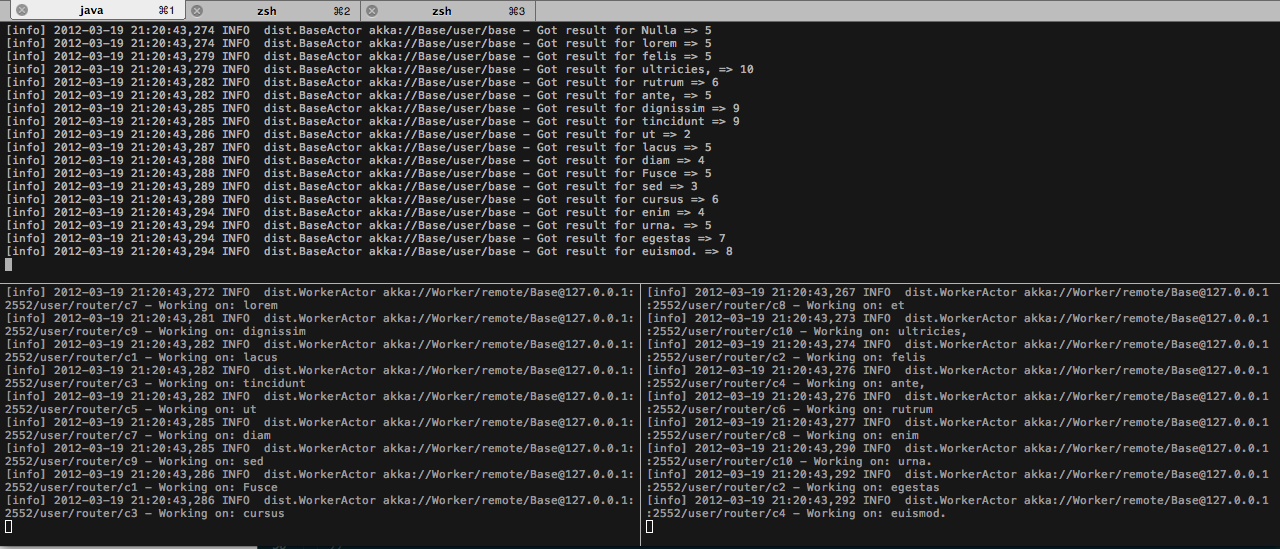 java ⌘1 zsh ⌘2 zsh ⌘3
[info] 2012-03-19 21:20:43,274 INFO  dist.BaseActor akka://Base/user/base - Got result for Nulla => 5
[info] 2012-03-19 21:20:43,274 INFO  dist.BaseActor akka://Base/user/base - Got result for lorem => 5
[info] 2012-03-19 21:20:43,276 INFO  dist.BaseActor akka://Base/user/base - Got result for felis => 5
[info] 2012-03-19 21:20:43,279 INFO  dist.BaseActor akka://Base/user/base - Got result for ultricies, => 10
[info] 2012-03-19 21:20:43,282 INFO  dist.BaseActor akka://Base/user/base - Got result for rutrum => 6
[info] 2012-03-19 21:20:43,282 INFO  dist.BaseActor akka://Base/user/base - Got result for ante, => 5
[info] 2012-03-19 21:20:43,285 INFO  dist.BaseActor akka://Base/user/base - Got result for dignissim => 9
[info] 2012-03-19 21:20:43,285 INFO  dist.BaseActor akka://Base/user/base - Got result for tincidunt => 9
[info] 2012-03-19 21:20:43,286 INFO  dist.BaseActor akka://Base/user/base - Got result for ut => 2
[info] 2012-03-19 21:20:43,287 INFO  dist.BaseActor akka://Base/user/base - Got result for lacus => 5
[info] 2012-03-19 21:20:43,288 INFO  dist.BaseActor akka://Base/user/base - Got result for diam => 4
[info] 2012-03-19 21:20:43,288 INFO  dist.BaseActor akka://Base/user/base - Got result for Fusce => 5
[info] 2012-03-19 21:20:43,289 INFO  dist.BaseActor akka://Base/user/base - Got result for sed => 3
[info] 2012-03-19 21:20:43,289 INFO  dist.BaseActor akka://Base/user/base - Got result for cursus => 6
[info] 2012-03-19 21:20:43,294 INFO  dist.BaseActor akka://Base/user/base - Got result for enim => 4
[info] 2012-03-19 21:20:43,294 INFO  dist.BaseActor akka://Base/user/base - Got result for urna. => 5
[info] 2012-03-19 21:20:43,294 INFO  dist.BaseActor akka://Base/user/base - Got result for egestas => 7
[info] 2012-03-19 21:20:43,294 INFO  dist.BaseActor akka://Base/user/base - Got result for euismod. => 8
[info] 2012-03-19 21:20:43,272 INFO  dist.WorkerActor akka://Worker/remote/Base@127.0.0.1:
2552/user/router/c7 - Working on: lorem
[info] 2012-03-19 21:20:43,281 INFO  dist.WorkerActor akka://Worker/remote/Base@127.0.0.1:
2552/user/router/c9 - Working on: dignissim
[info] 2012-03-19 21:20:43,282 INFO  dist.WorkerActor akka://Worker/remote/Base@127.0.0.1:
2552/user/router/c1 - Working on: lacus
[info] 2012-03-19 21:20:43,282 INFO  dist.WorkerActor akka://Worker/remote/Base@127.0.0.1:
2552/user/router/c3 - Working on: tincidunt
[info] 2012-03-19 21:20:43,282 INFO  dist.WorkerActor akka://Worker/remote/Base@127.0.0.1:
2552/user/router/c5 - Working on: ut
[info] 2012-03-19 21:20:43,285 INFO  dist.WorkerActor akka://Worker/remote/Base@127.0.0.1:
2552/user/router/c7 - Working on: diam
[info] 2012-03-19 21:20:43,285 INFO  dist.WorkerActor akka://Worker/remote/Base@127.0.0.1:
2552/user/router/c9 - Working on: sed
[info] 2012-03-19 21:20:43,286 INFO  dist.WorkerActor akka://Worker/remote/Base@127.0.0.1:
2552/user/router/c1 - Working on: Fusce
[info] 2012-03-19 21:20:43,286 INFO  dist.WorkerActor akka://Worker/remote/Base@127.0.0.1:
2552/user/router/c3 - Working on: cursus
[info] 2012-03-19 21:20:43,267 INFO  dist.WorkerActor akka://Worker/remote/Base@127.0.0.1
:2552/user/router/c8 - Working on: et
[info] 2012-03-19 21:20:43,273 INFO  dist.WorkerActor akka://Worker/remote/Base@127.0.0.1
:2552/user/router/c10 - Working on: ultricies,
[info] 2012-03-19 21:20:43,274 INFO  dist.WorkerActor akka://Worker/remote/Base@127.0.0.1
:2552/user/router/c2 - Working on: felis
[info] 2012-03-19 21:20:43,276 INFO  dist.WorkerActor akka://Worker/remote/Base@127.0.0.1
:2552/user/router/c4 - Working on: ante,
[info] 2012-03-19 21:20:43,276 INFO  dist.WorkerActor akka://Worker/remote/Base@127.0.0.1
:2552/user/router/c6 - Working on: rutrum
[info] 2012-03-19 21:20:43,277 INFO  dist.WorkerActor akka://Worker/remote/Base@127.0.0.1
:2552/user/router/c8 - Working on: enim
[info] 2012-03-19 21:20:43,290 INFO  dist.WorkerActor akka://Worker/remote/Base@127.0.0.1
:2552/user/router/c10 - Working on: urna.
[info] 2012-03-19 21:20:43,292 INFO  dist.WorkerActor akka://Worker/remote/Base@127.0.0.1
:2552/user/router/c2 - Working on: egestas
[info] 2012-03-19 21:20:43,292 INFO  dist.WorkerActor akka://Worker/remote/Base@127.0.0.1
:2552/user/router/c4 - Working on: euismod.